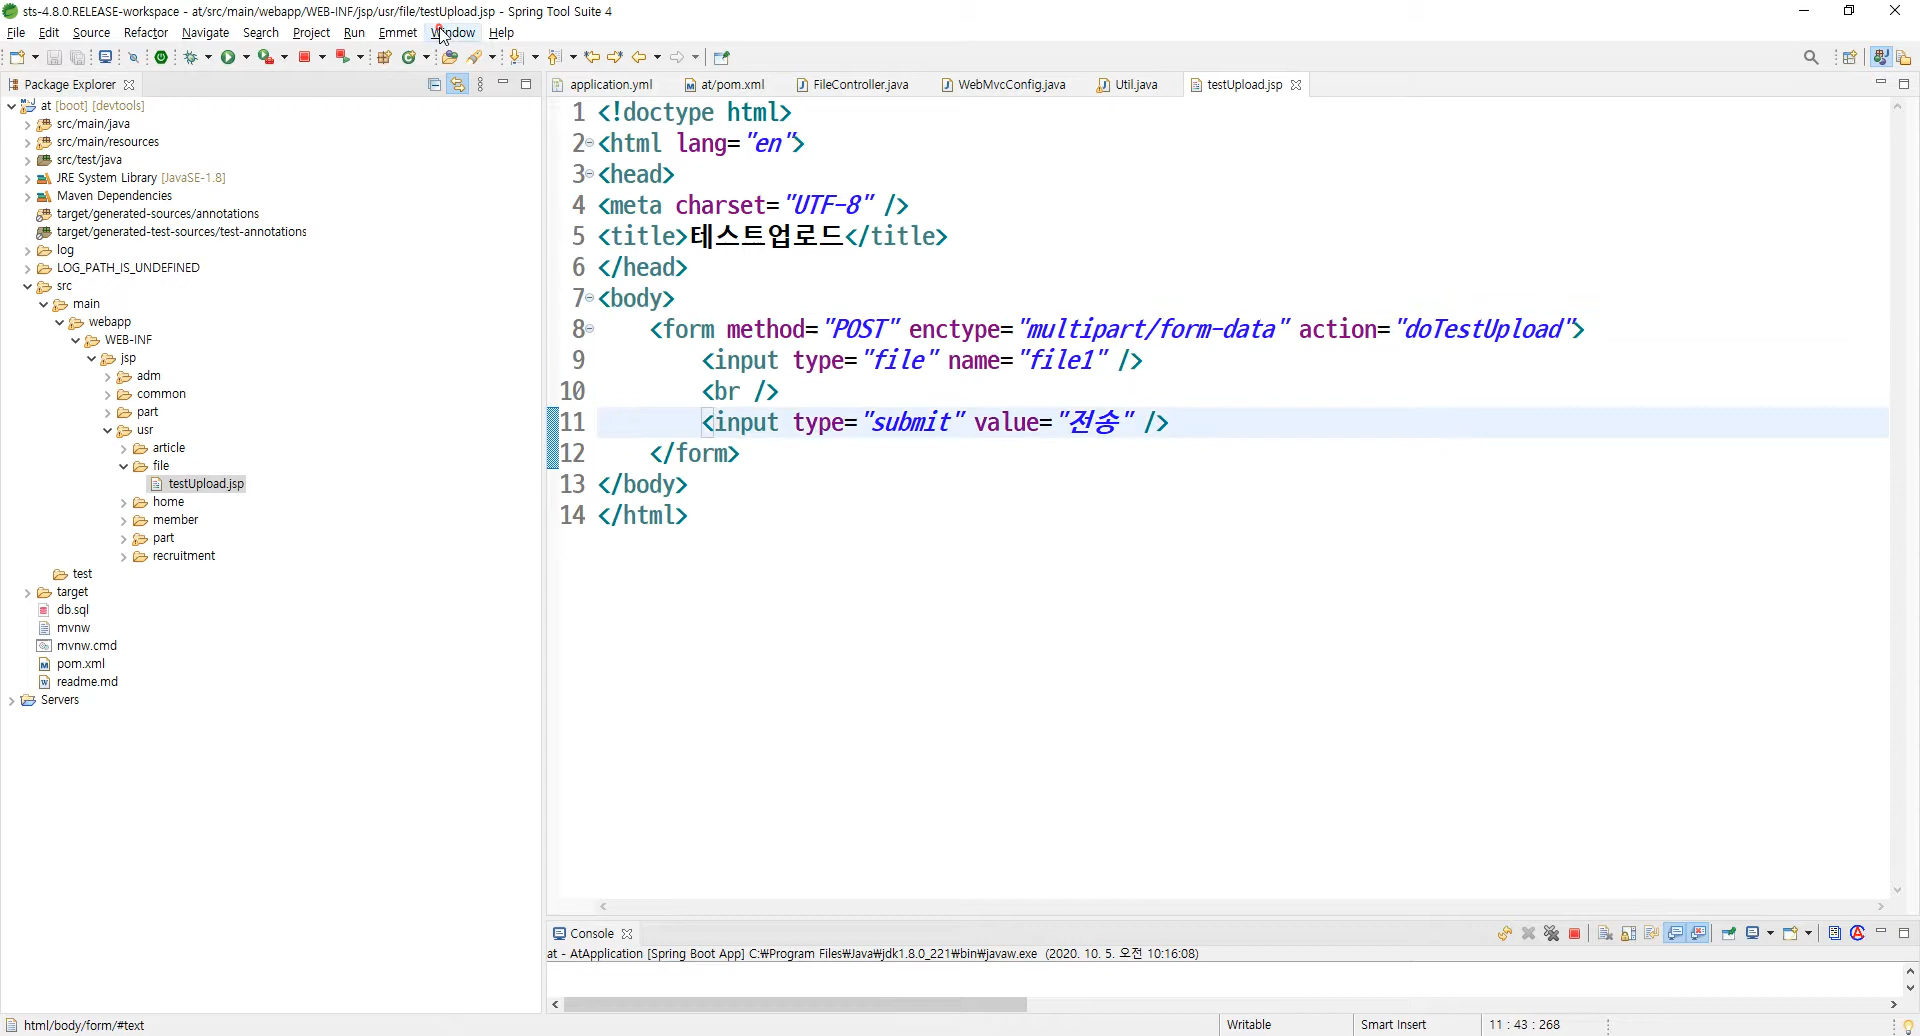 sts-4.8.0.RELEASE-workspace - at/src/main/webapp/WEB-INF/jsp/usr/file/testUpload.jsp - Spring Tool Suite 4
File Edit Source Refactor Navigate Search Project Run Emmet Window Help
Package Explorer
application.yml at/pom.xml FileController.java WebMvcConfig.java Util.java testUpload.jsp
at [boot] [devtools]
src/main/java
src/main/resources
src/test/java
JRE System Library [JavaSE-1.8]
Maven Dependencies
target/generated-sources/annotations
target/generated-test-sources/test-annotations
log
LOG_PATH_IS_UNDEFINED
src
main
webapp
WEB-INF
jsp
adm
common
part
usr
article
file
testUpload.jsp
home
member
part
recruitment
test
target
db.sql
mvnw
mvnw.cmd
pom.xml
readme.md
Servers
1 <!doctype html>
2 <html lang="en">
3 <head>
4 <meta charset="UTF-8" />
5 <title>테스트업로드</title>
6 </head>
7 <body>
8 <form method="POST" enctype="multipart/form-data" action="doTestUpload">
9 <input type="file" name="file1" />
10 <br />
11 <input type="submit" value="전송" />
12 </form>
13 </body>
14 </html>
Console
at - AtApplication [Spring Boot App] C:₩Program Files₩Java₩jdk1.8.0_221₩bin₩javaw.exe (2020. 10. 5. 오전 10:16:08)
html/body/form/#text
Writable
Smart Insert
11 : 43 : 268